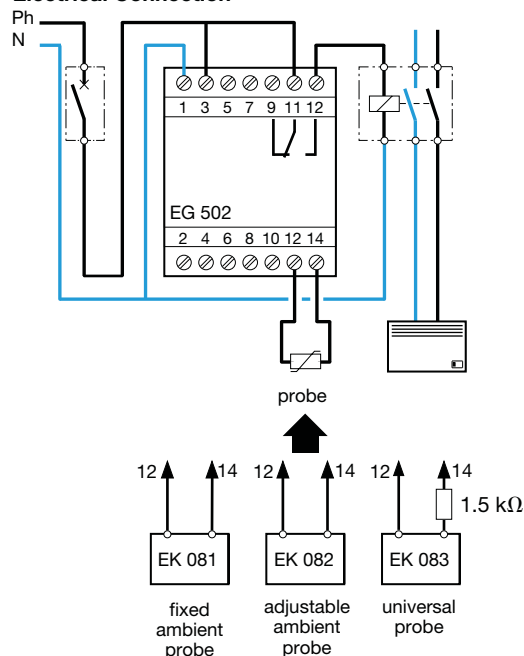 Electrical Connection
Ph
N
1 3 5 7 9 11 12
EG 502
2 4 6 8 10 12 14
probe
12 14 12 14 12 14
1.5 kΩ
EK 081 EK 082 EK 083
fixed ambient probe
adjustable ambient probe
universal probe